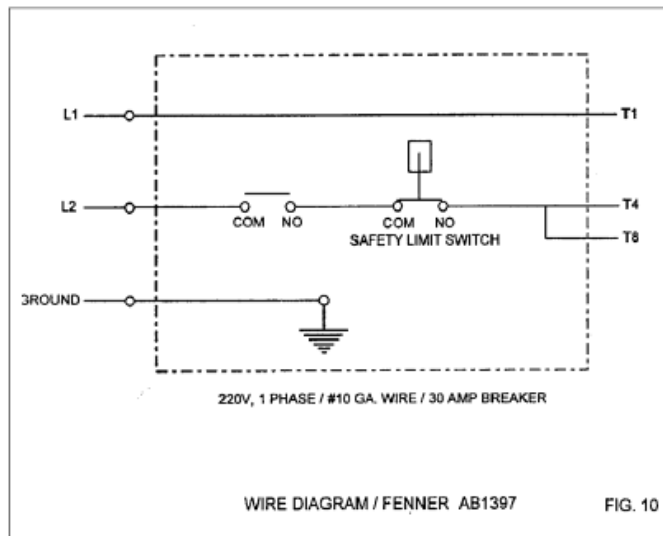 L1 T1
L2 COM NO COM NO T4
SAFETY LIMIT SWITCH T8
GROUND
220V, 1 PHASE / #10 GA. WIRE / 30 AMP BREAKER
WIRE DIAGRAM / FENNER AB1397 FIG. 10